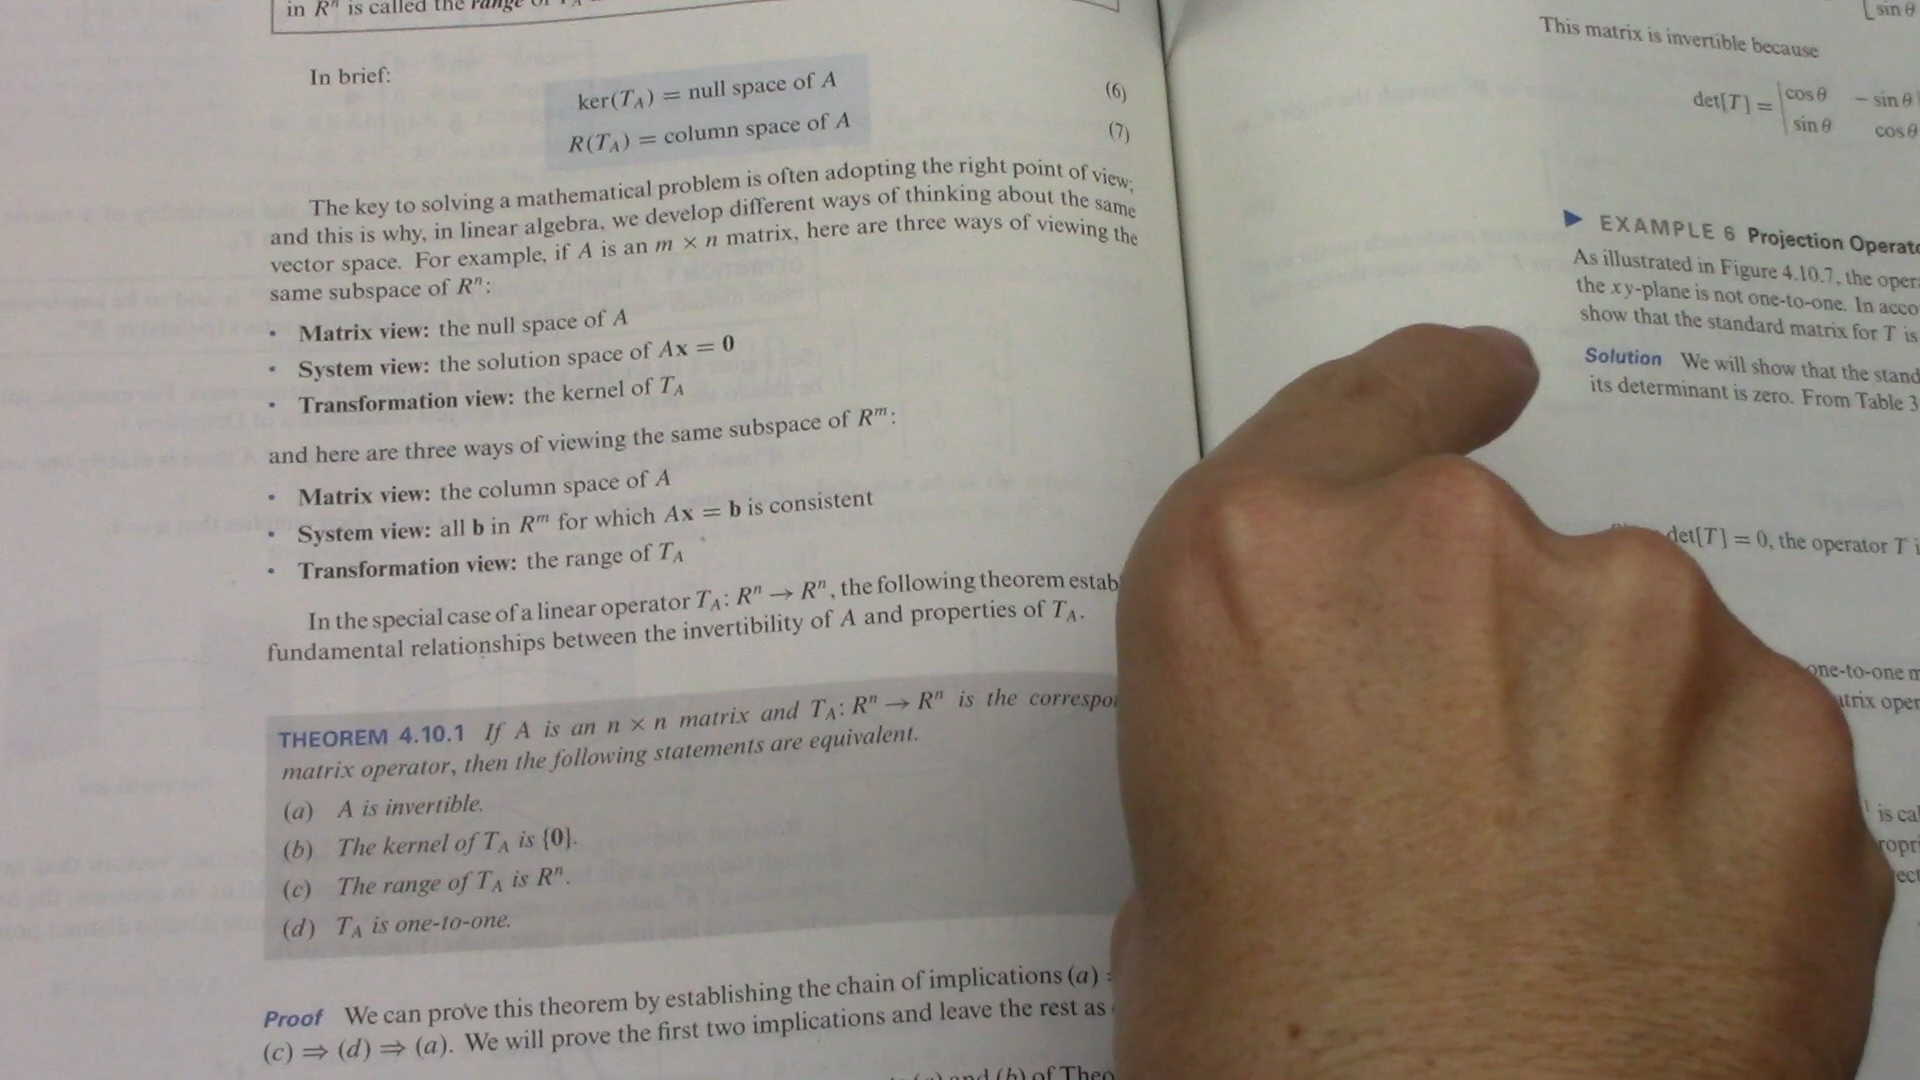 in Rⁿ is called the range of T_A
In brief:
ker(T_A) = null space of A (6)
R(T_A) = column space of A (7)
The key to solving a mathematical problem is often adopting the right point of view;
and this is why, in linear algebra, we develop different ways of thinking about the same
vector space. For example, if A is an m × n matrix, here are three ways of viewing the
same subspace of Rⁿ:
• Matrix view: the null space of A
• System view: the solution space of Ax = 0
• Transformation view: the kernel of T_A
and here are three ways of viewing the same subspace of Rᵐ:
• Matrix view: the column space of A
• System view: all b in Rᵐ for which Ax = b is consistent
• Transformation view: the range of T_A
In the special case of a linear operator T_A: Rⁿ → Rⁿ, the following theorem estab
fundamental relationships between the invertibility of A and properties of T_A.
THEOREM 4.10.1 If A is an n × n matrix and T_A: Rⁿ → Rⁿ is the correspo
matrix operator, then the following statements are equivalent.
(a) A is invertible.
(b) The kernel of T_A is {0}.
(c) The range of T_A is Rⁿ.
(d) T_A is one-to-one.
Proof We can prove this theorem by establishing the chain of implications (a)
(c) ⇒ (d) ⇒ (a). We will prove the first two implications and leave the rest as
and (b) of Theo
sin θ
This matrix is invertible because
det[T] = |cos θ − sin θ
sin θ cos θ
▶ EXAMPLE 6 Projection Operato
As illustrated in Figure 4.10.7, the oper
the xy-plane is not one-to-one. In acco
show that the standard matrix for T is
Solution We will show that the stand
its determinant is zero. From Table 3
det[T] = 0, the operator T i
one-to-one m
atrix oper
is cal
ropri
ect